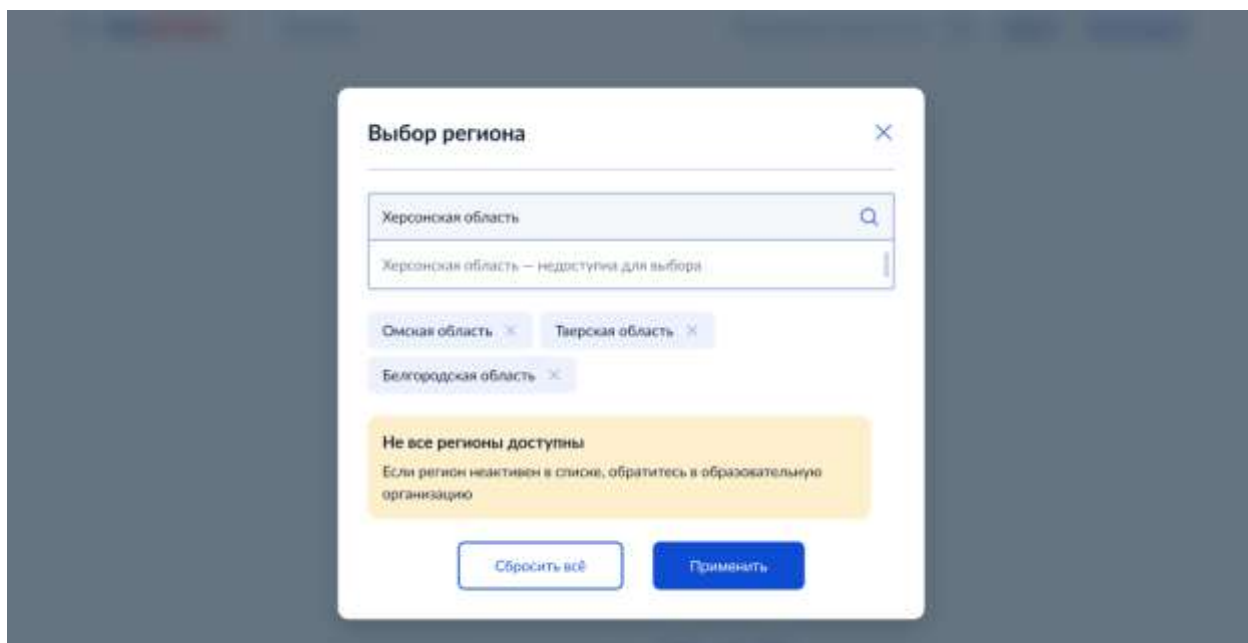 Выбор региона
Херсонская область
Херсонская область — недоступна для выбора
Омская область
Тверская область
Белгородская область
Не все регионы доступны
Если регион неактивен в списке, обратитесь в образовательную
организацию
Сбросить всё
Применить